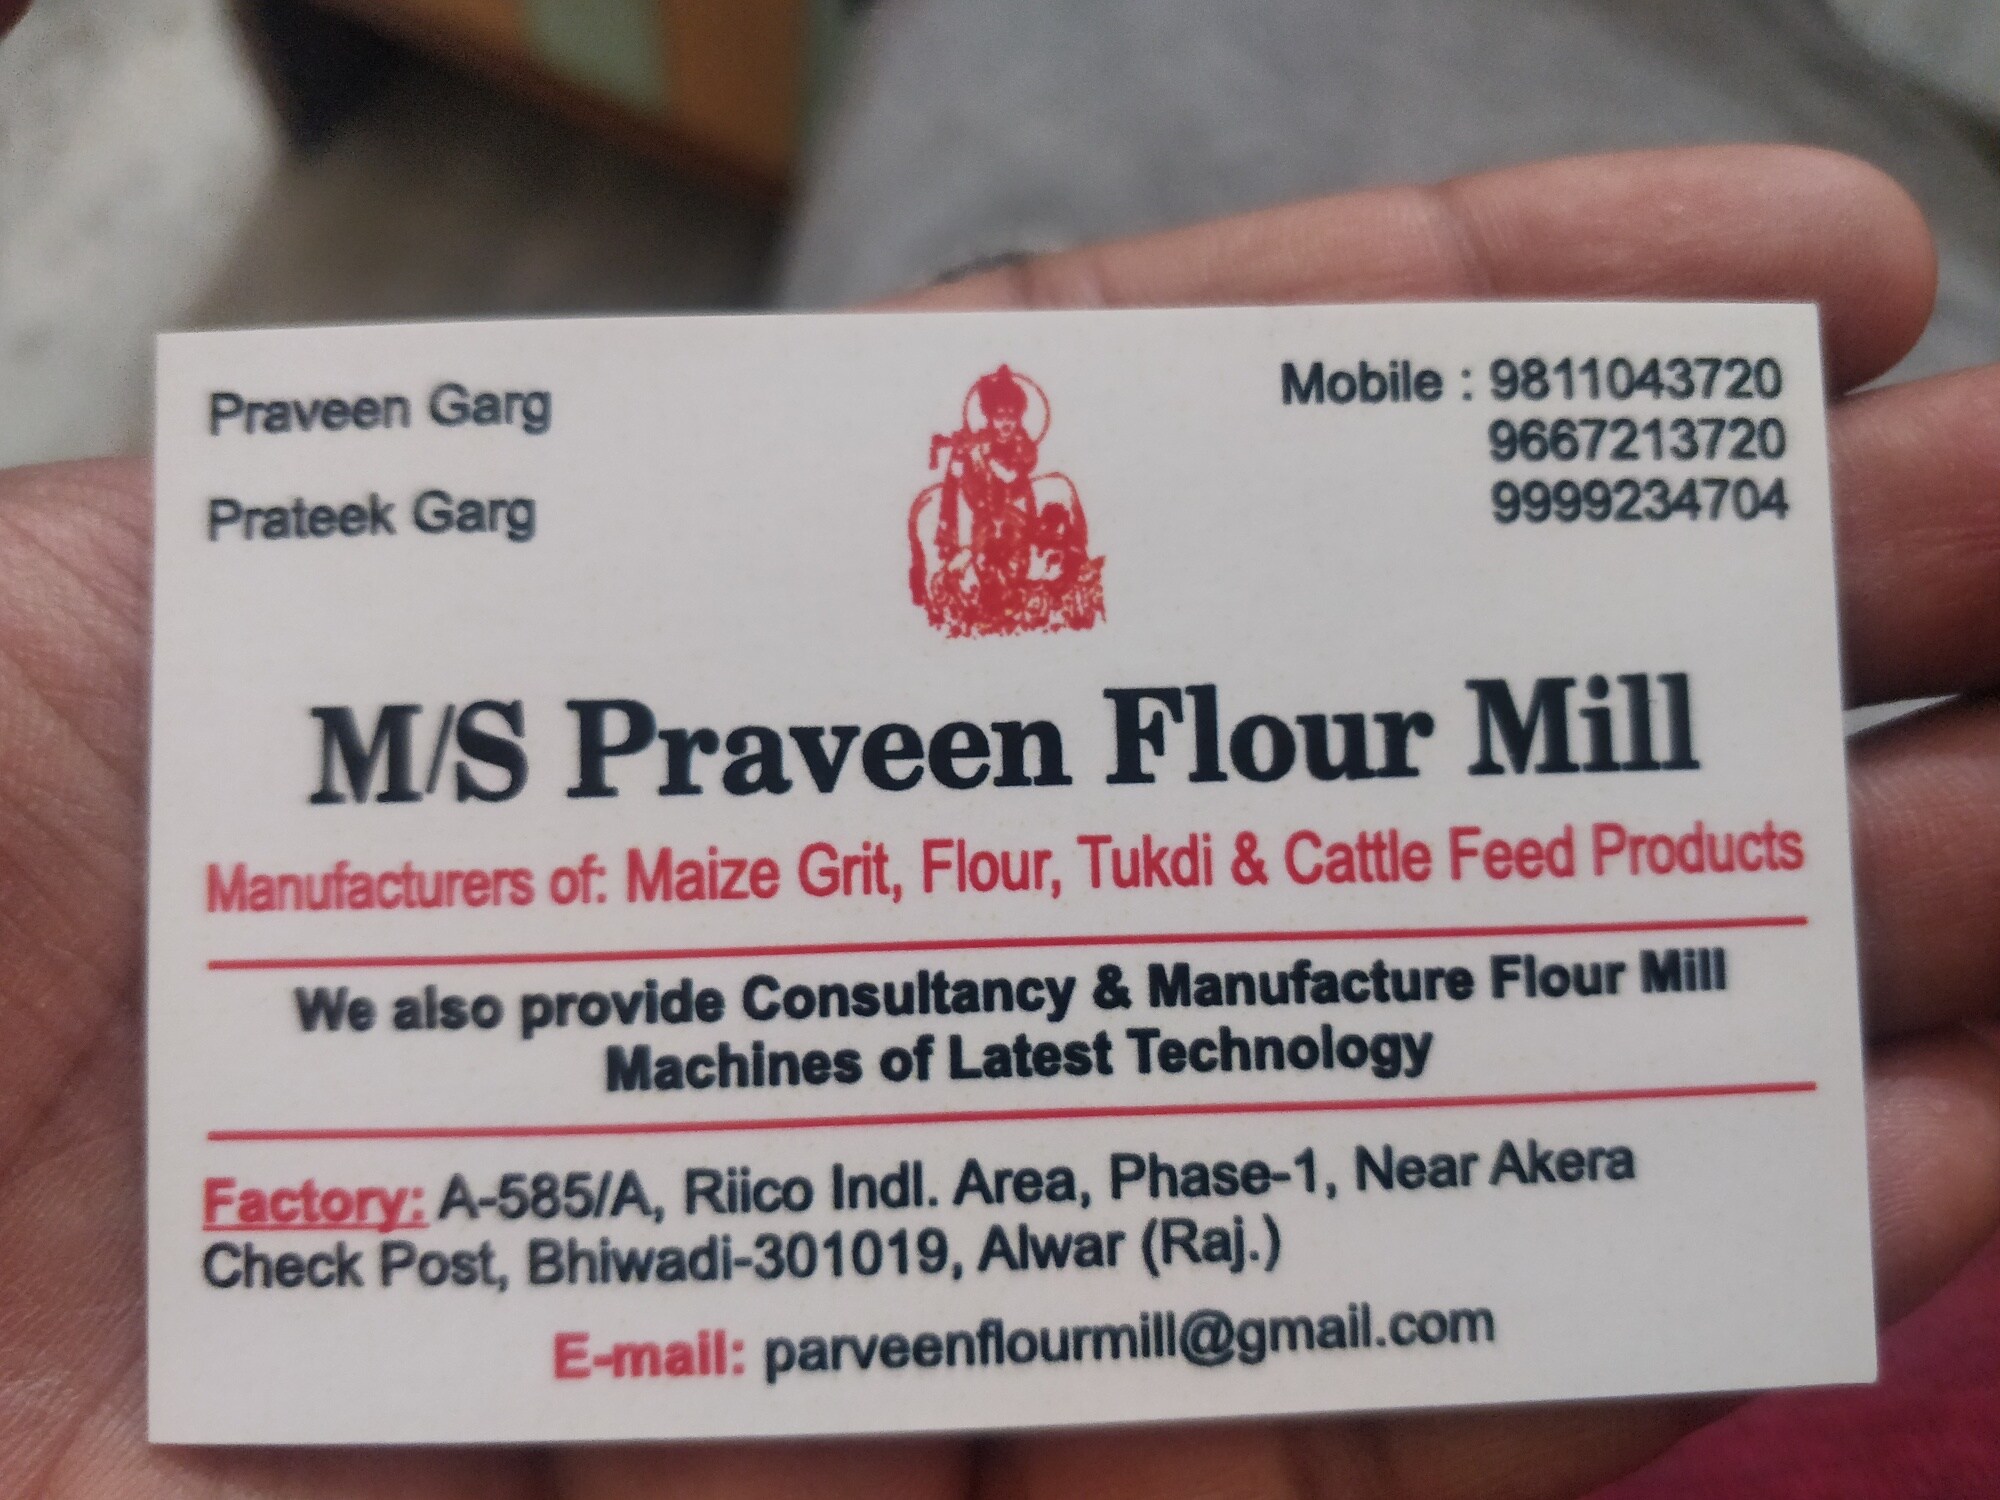 Praveen Garg
Prateek Garg
Mobile : 9811043720
9667213720
9999234704
M/S Praveen Flour Mill
Manufacturers of: Maize Grit, Flour, Tukdi & Cattle Feed Products
We also provide Consultancy & Manufacture Flour Mill
Machines of Latest Technology
Factory: A-585/A, Riico Indl. Area, Phase-1, Near Akera
Check Post, Bhiwadi-301019, Alwar (Raj.)
E-mail: parveenflourmill@gmail.com